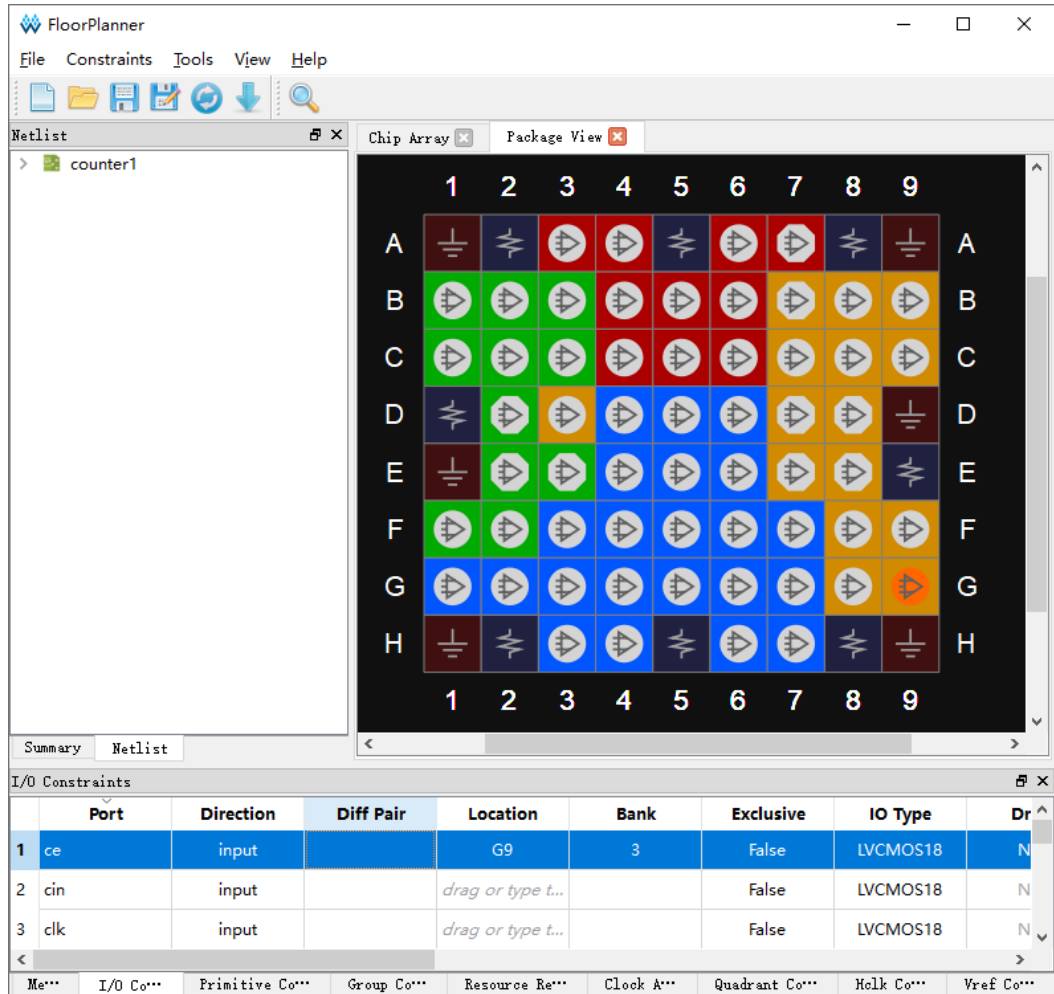 FloorPlanner
File Constraints Tools View Help
Netlist
counter1
Summary Netlist
Chip Array Package View
1 2 3 4 5 6 7 8 9
A A
B B
C C
D D
E E
F F
G G
H H
1 2 3 4 5 6 7 8 9
I/O Constraints
Port Direction Diff Pair Location Bank Exclusive IO Type Dr
1 ce input G9 3 False LVCMOS18 N
2 cin input drag or type t... False LVCMOS18 N
3 clk input drag or type t... False LVCMOS18 N
Me··· I/O Co··· Primitive Co··· Group Co··· Resource Re··· Clock A··· Quadrant Co··· Hclk Co··· Vref Co···